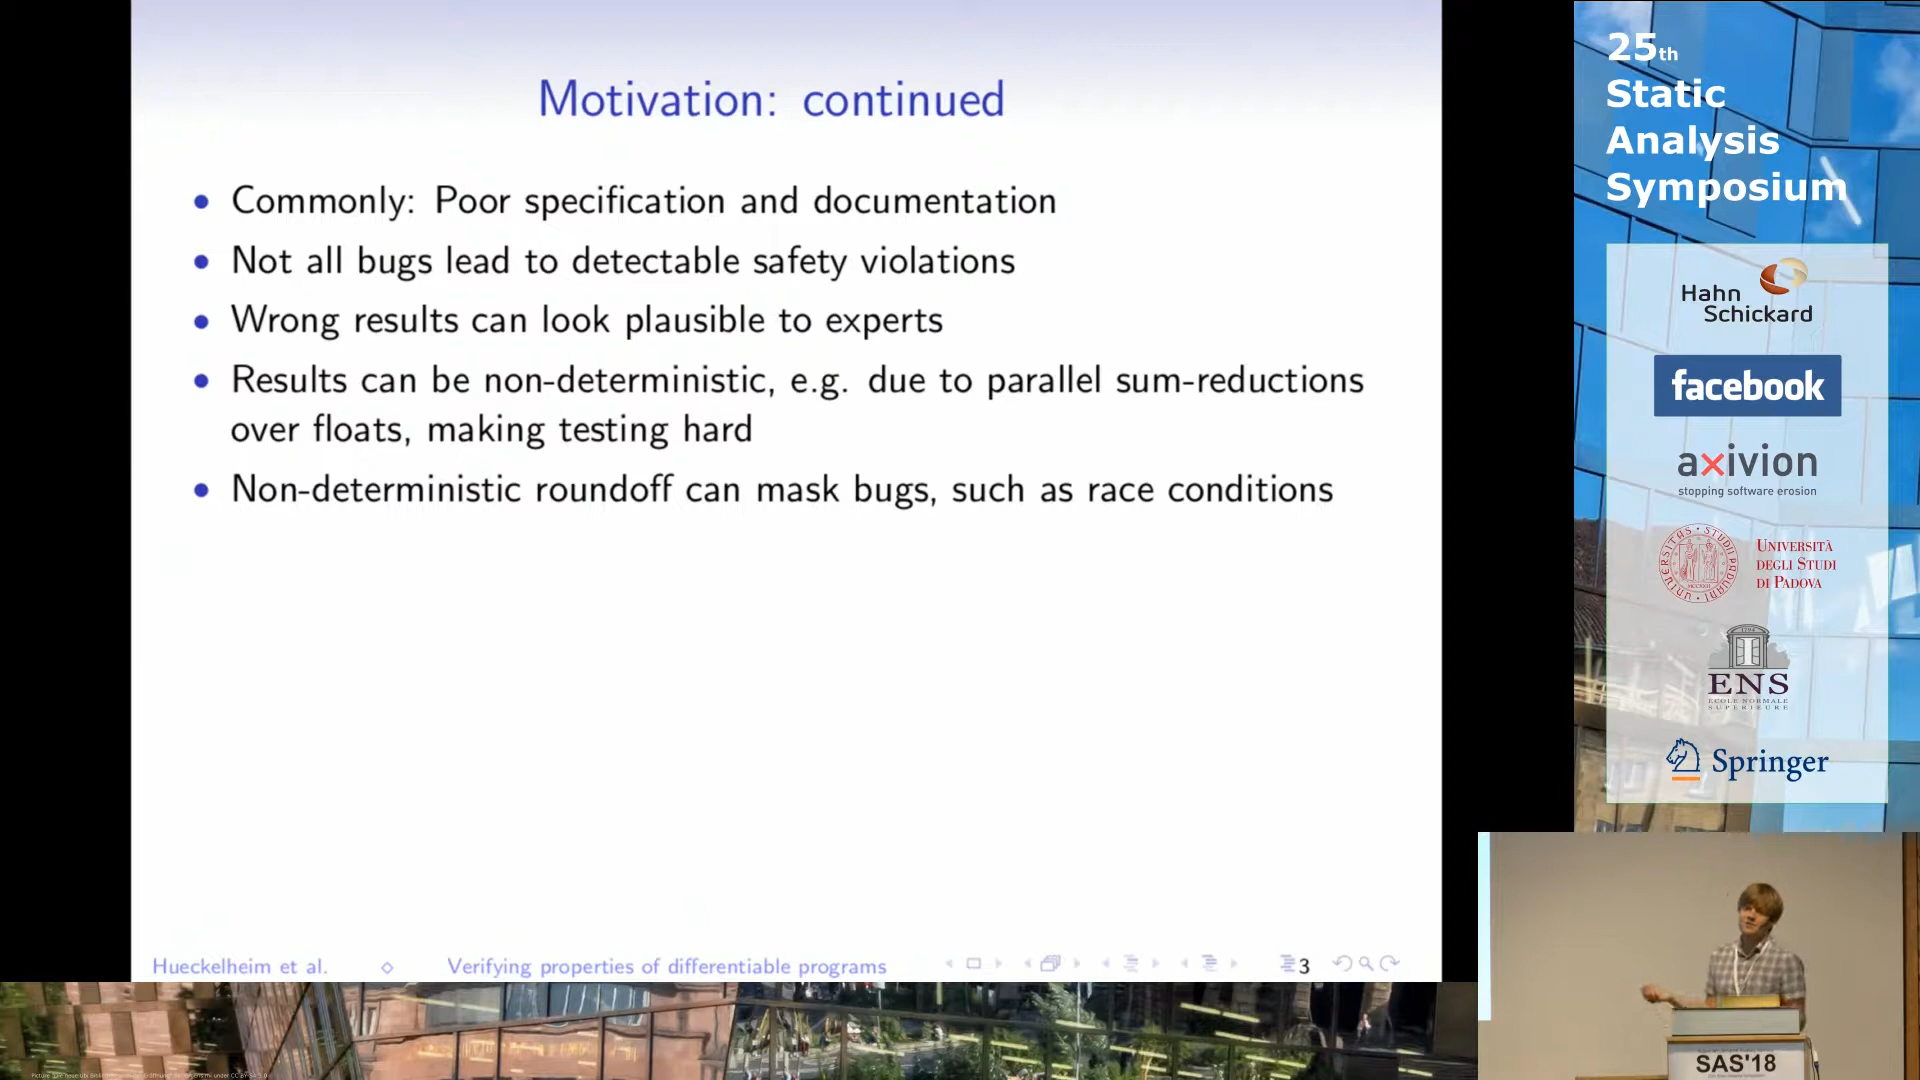 Motivation: continued
Commonly: Poor specification and documentation
Not all bugs lead to detectable safety violations
Wrong results can look plausible to experts
Results can be non-deterministic, e.g. due to parallel sum-reductions
over floats, making testing hard
Non-deterministic roundoff can mask bugs, such as race conditions
Hueckelheim et al. ◇ Verifying properties of differentiable programs 3
25th
Static
Analysis
Symposium
Hahn
Schickard
facebook
axivion
stopping software erosion
UNIVERSITÀ
DEGLI STUDI
DI PADOVA
ENS
ECOLE NORMALE
SUPERIEURE
Springer
SAS'18